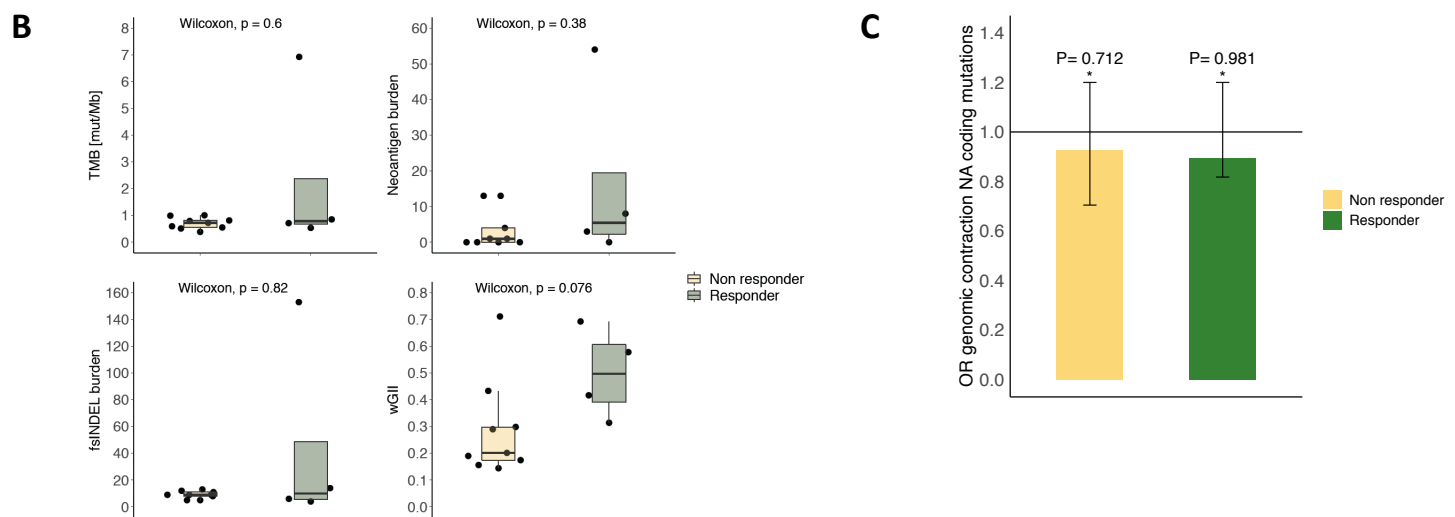 B
Wilcoxon, p = 0.6
TMB [mut/Mb]
8
7
6
5
4
3
2
1
0
Wilcoxon, p = 0.38
Neoantigen burden
60
50
40
30
20
10
0
Wilcoxon, p = 0.82
fsINDEL burden
160
140
120
100
80
60
40
20
0
Wilcoxon, p = 0.076
wGII
0.8
0.7
0.6
0.5
0.4
0.3
0.2
0.1
0.0
Non responder
Responder
C
OR genomic contraction NA coding mutations
1.4
1.2
1.0
0.8
0.6
0.4
0.2
0.0
P= 0.712
*
P= 0.981
*
Non responder
Responder